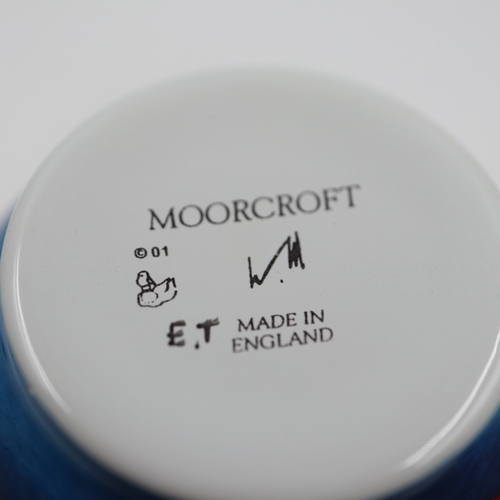 MOORCROFT
© 01
W.M
E.T MADE IN
ENGLAND